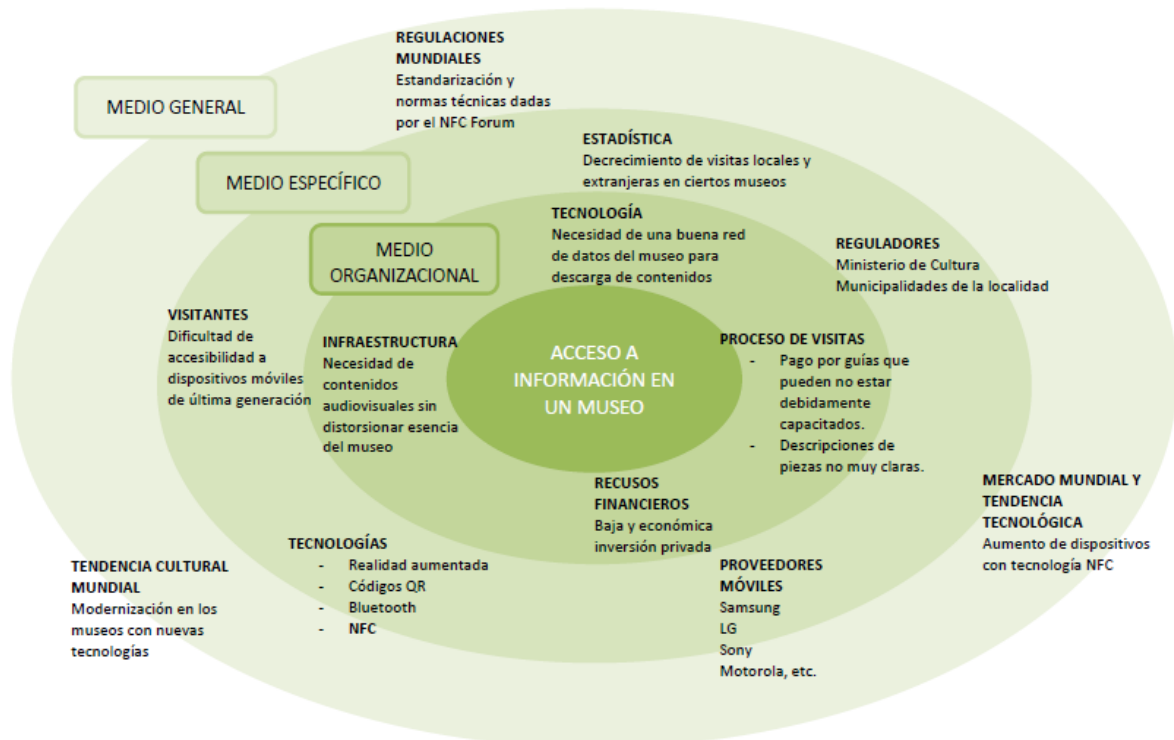 REGULACIONES
MUNDIALES
Estandarización y
normas técnicas dadas
por el NFC Forum
MEDIO GENERAL
ESTADÍSTICA
Decrecimiento de visitas locales y
extranjeras en ciertos museos
MEDIO ESPECÍFICO
TECNOLOGÍA
Necesidad de una buena red
de datos del museo para
descarga de contenidos
MEDIO
ORGANIZACIONAL
REGULADORES
Ministerio de Cultura
Municipalidades de la localidad
VISITANTES
Dificultad de
accesibilidad a
dispositivos móviles
de última generación
INFRAESTRUCTURA
Necesidad de
contenidos
audiovisuales sin
distorsionar esencia
del museo
ACCESO A
INFORMACIÓN EN
UN MUSEO
PROCESO DE VISITAS
- Pago por guías que
pueden no estar
debidamente
capacitados.
- Descripciones de
piezas no muy claras.
RECUSOS
FINANCIEROS
Baja y económica
inversión privada
MERCADO MUNDIAL Y
TENDENCIA
TECNOLÓGICA
Aumento de dispositivos
con tecnología NFC
TECNOLOGÍAS
- Realidad aumentada
- Códigos QR
- Bluetooth
- NFC
TENDENCIA CULTURAL
MUNDIAL
Modernización en los
museos con nuevas
tecnologías
PROVEEDORES
MÓVILES
Samsung
LG
Sony
Motorola, etc.